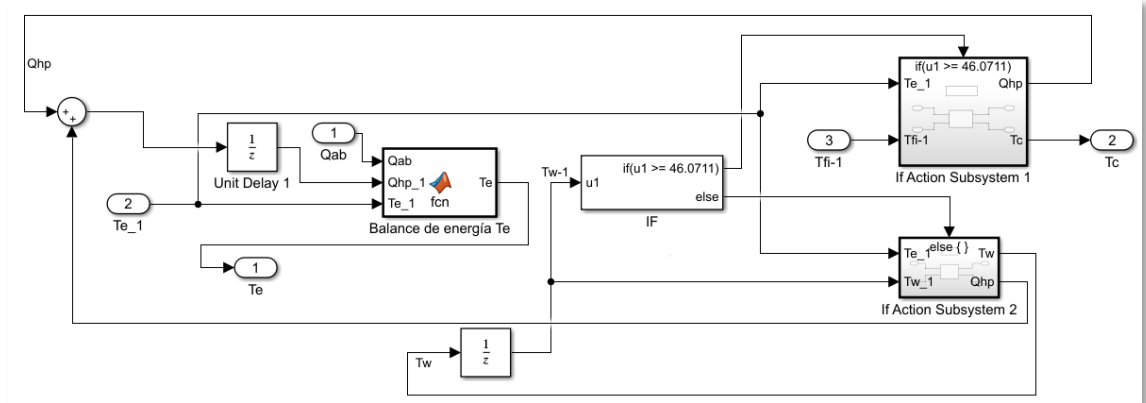 Qhp
+
+
1
z
Unit Delay 1
1
Qab
2
Te_1
Qab
Qhp_1
Te_1
fcn
Te
Balance de energía Te
1
Te
Tw-1
u1
if(u1 >= 46.0711)
else
IF
if(u1 >= 46.0711)
Te_1
Tfi-1
Qhp
Tc
If Action Subsystem 1
3
Tfi-1
2
Tc
else { }
Te_1
Tw_1
Tw
Qhp
If Action Subsystem 2
Tw
1
z